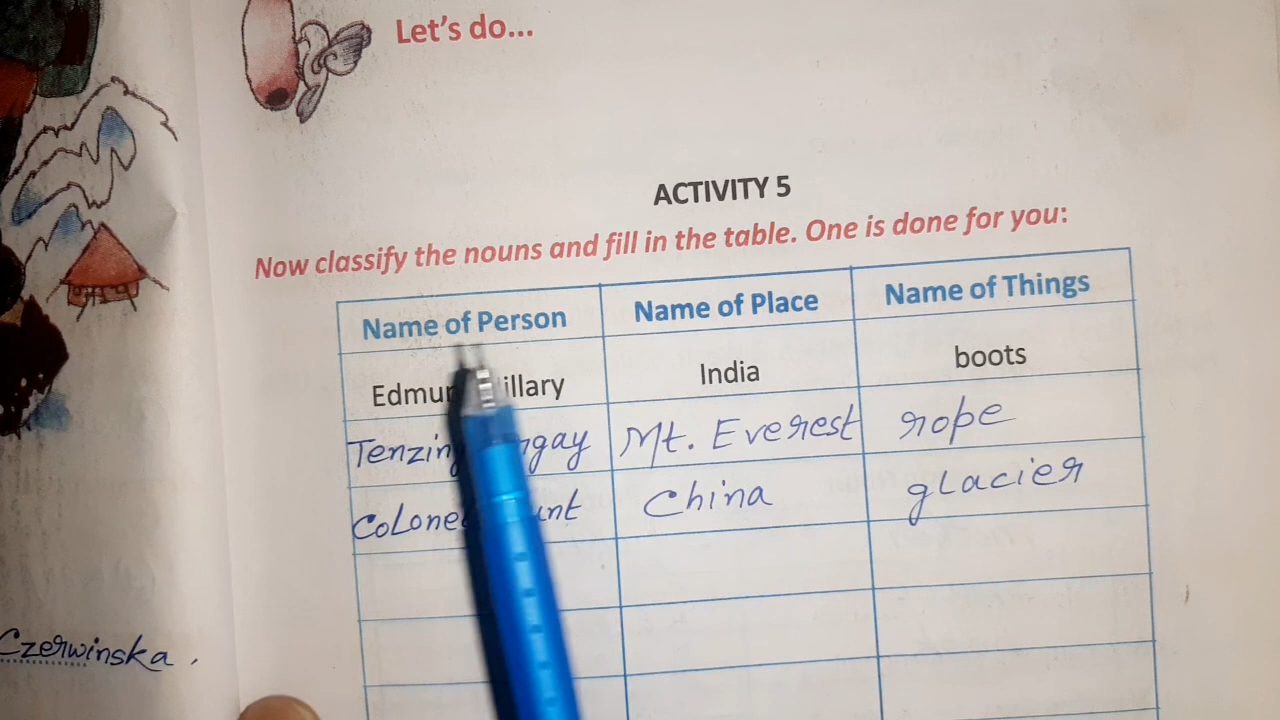 Let's do...
ACTIVITY 5
Now classify the nouns and fill in the table. One is done for you:
Name of Person Name of Place Name of Things
India boots
Mt. Everest rope
China glacier
Czerwinska.